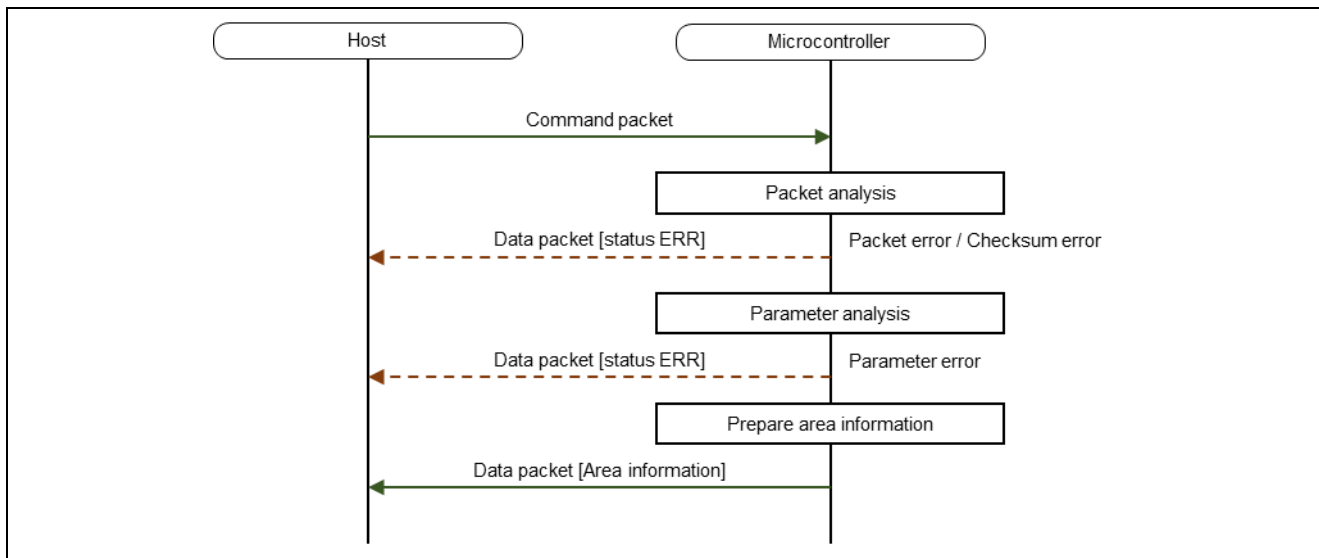 Host
Microcontroller
Command packet
Packet analysis
Data packet [status ERR]
Packet error / Checksum error
Parameter analysis
Data packet [status ERR]
Parameter error
Prepare area information
Data packet [Area information]